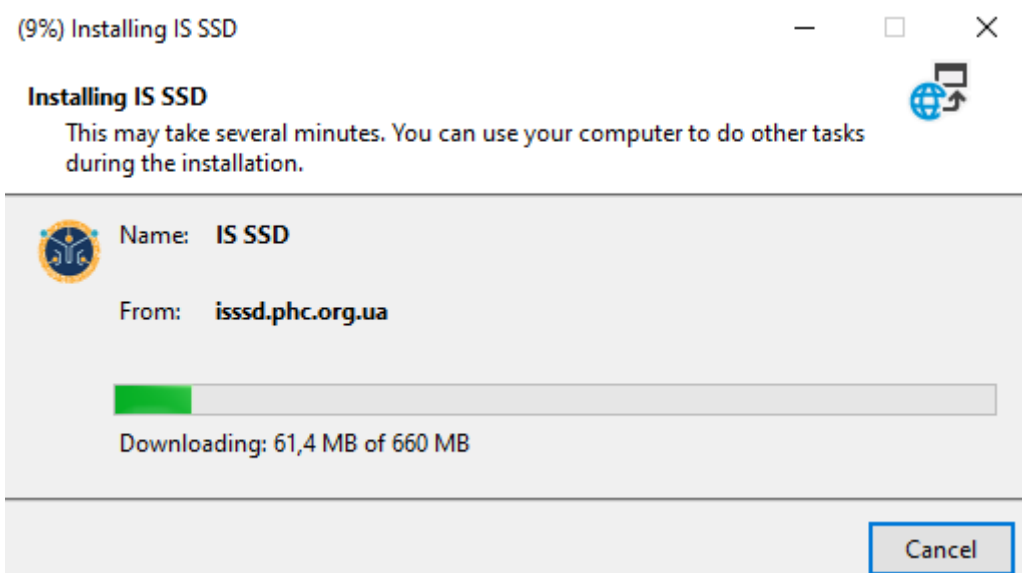 (9%) Installing IS SSD
Installing IS SSD
This may take several minutes. You can use your computer to do other tasks
during the installation.
Name: IS SSD
From: isssd.phc.org.ua
Downloading: 61,4 MB of 660 MB
Cancel